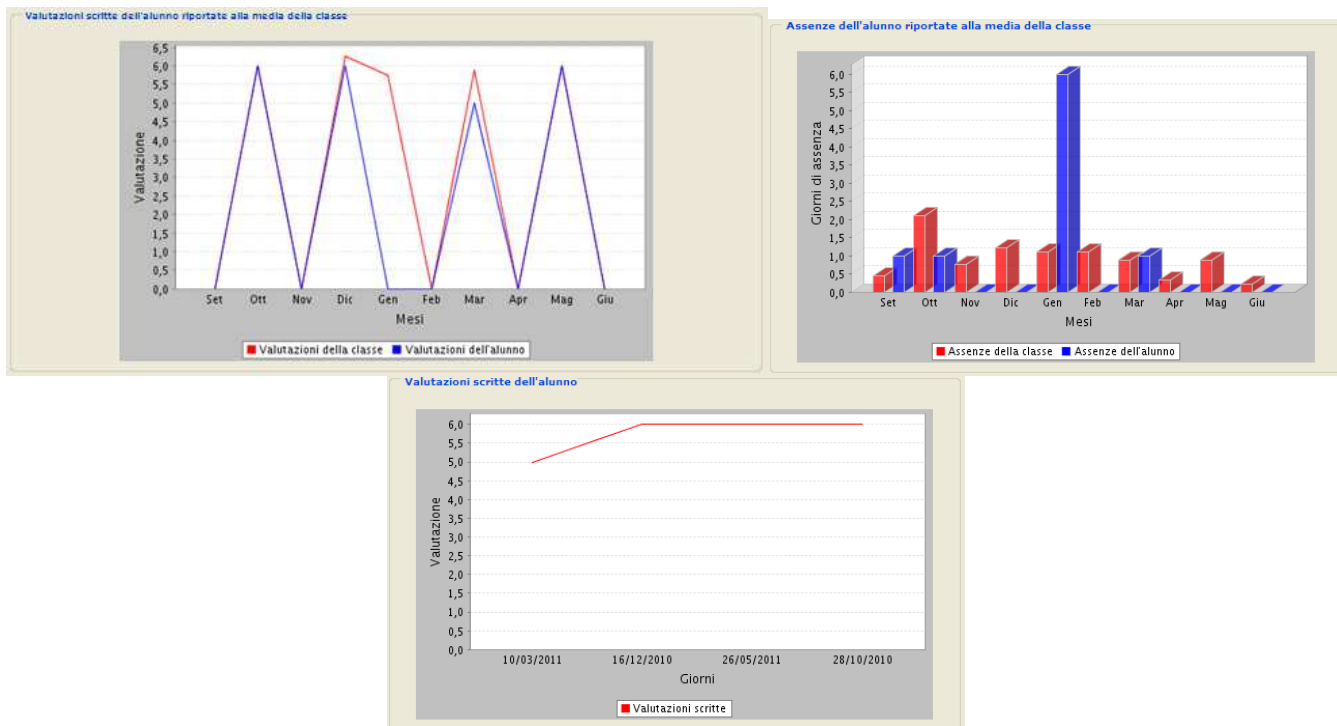 Valutazioni scritte dell'alunno riportate alla media della classe
6,5
6,0
5,5
5,0
4,5
4,0
3,5
3,0
2,5
2,0
1,5
1,0
0,5
0,0
Valutazione
Set Ott Nov Dic Gen Feb Mar Apr Mag Giu
Mesi
Valutazioni della classe Valutazioni dell'alunno
Assenze dell'alunno riportate alla media della classe
6,0
5,5
5,0
4,5
4,0
3,5
3,0
2,5
2,0
1,5
1,0
0,5
0,0
Giorni di assenza
Set Ott Nov Dic Gen Feb Mar Apr Mag Giu
Mesi
Assenze della classe Assenze dell'alunno
Valutazioni scritte dell'alunno
6,0
5,5
5,0
4,5
4,0
3,5
3,0
2,5
2,0
1,5
1,0
0,5
0,0
Valutazione
10/03/2011 16/12/2010 26/05/2011 28/10/2010
Giorni
Valutazioni scritte